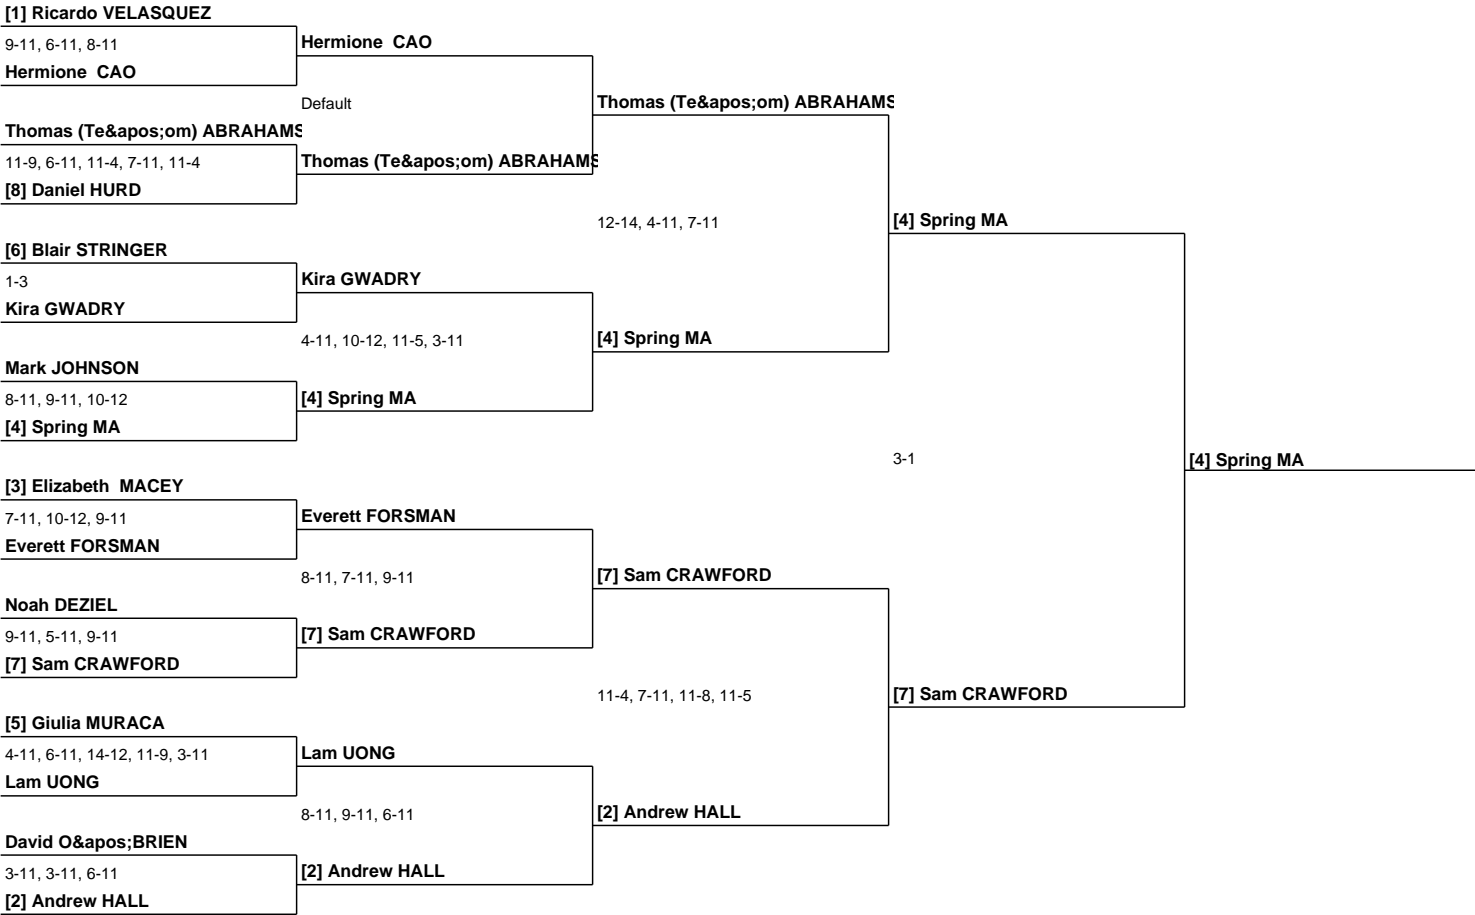 [1] Ricardo VELASQUEZ
9-11, 6-11, 8-11
Hermione  CAO
Thomas (Te&apos;om) ABRAHAMS
11-9, 6-11, 11-4, 7-11, 11-4
[8] Daniel HURD
[6] Blair STRINGER
1-3
Kira GWADRY
Mark JOHNSON
8-11, 9-11, 10-12
[4] Spring MA
[3] Elizabeth  MACEY
7-11, 10-12, 9-11
Everett FORSMAN
Noah DEZIEL
9-11, 5-11, 9-11
[7] Sam CRAWFORD
[5] Giulia MURACA
4-11, 6-11, 14-12, 11-9, 3-11
Lam UONG
David O&apos;BRIEN
3-11, 3-11, 6-11
[2] Andrew HALL
Hermione  CAO
Default
Thomas (Te&apos;om) ABRAHAMS
Kira GWADRY
4-11, 10-12, 11-5, 3-11
[4] Spring MA
Everett FORSMAN
8-11, 7-11, 9-11
[7] Sam CRAWFORD
Lam UONG
8-11, 9-11, 6-11
[2] Andrew HALL
Thomas (Te&apos;om) ABRAHAMS
12-14, 4-11, 7-11
[4] Spring MA
[7] Sam CRAWFORD
11-4, 7-11, 11-8, 11-5
[2] Andrew HALL
[4] Spring MA
3-1
[7] Sam CRAWFORD
[4] Spring MA